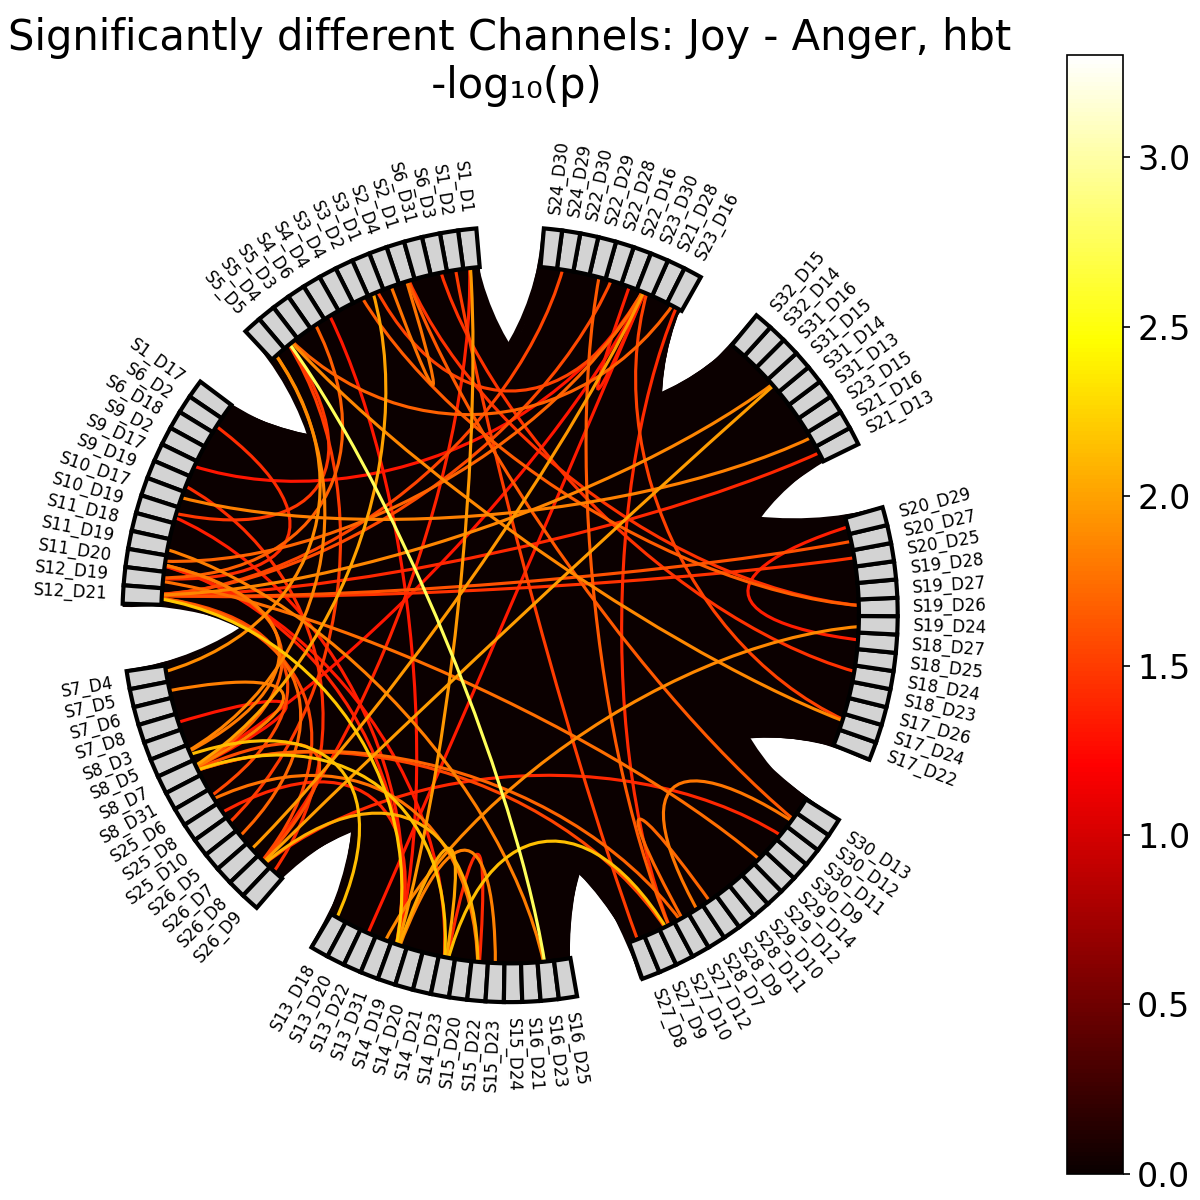 Significantly different Channels: Joy - Anger, hbt
-log₁₀(p)
S24_D30
S24_D29
S22_D30
S22_D29
S22_D28
S22_D16
S23_D30
S21_D28
S23_D16
S32_D15
S32_D14
S31_D16
S31_D15
S31_D14
S31_D13
S23_D15
S21_D16
S21_D13
S20_D29
S20_D27
S20_D25
S19_D28
S19_D27
S19_D26
S19_D24
S18_D27
S18_D25
S18_D24
S18_D23
S17_D26
S17_D24
S17_D22
S30_D13
S30_D12
S30_D11
S30_D9
S29_D14
S29_D12
S29_D10
S28_D11
S28_D9
S28_D7
S27_D12
S27_D10
S27_D9
S27_D8
S16_D25
S16_D23
S16_D21
S15_D24
S15_D23
S15_D22
S15_D20
S14_D23
S14_D21
S14_D20
S14_D19
S13_D31
S13_D22
S13_D20
S13_D18
S26_D9
S26_D8
S26_D7
S26_D5
S25_D10
S25_D8
S25_D6
S8_D31
S8_D7
S8_D5
S8_D3
S7_D8
S7_D6
S7_D5
S7_D4
S12_D21
S12_D19
S11_D20
S11_D19
S11_D18
S10_D19
S10_D17
S9_D19
S9_D17
S9_D2
S6_D18
S6_D2
S1_D17
S5_D5
S5_D4
S5_D3
S4_D6
S4_D4
S3_D4
S3_D2
S3_D1
S2_D4
S2_D1
S6_D31
S6_D3
S1_D2
S1_D1
3.0
2.5
2.0
1.5
1.0
0.5
0.0